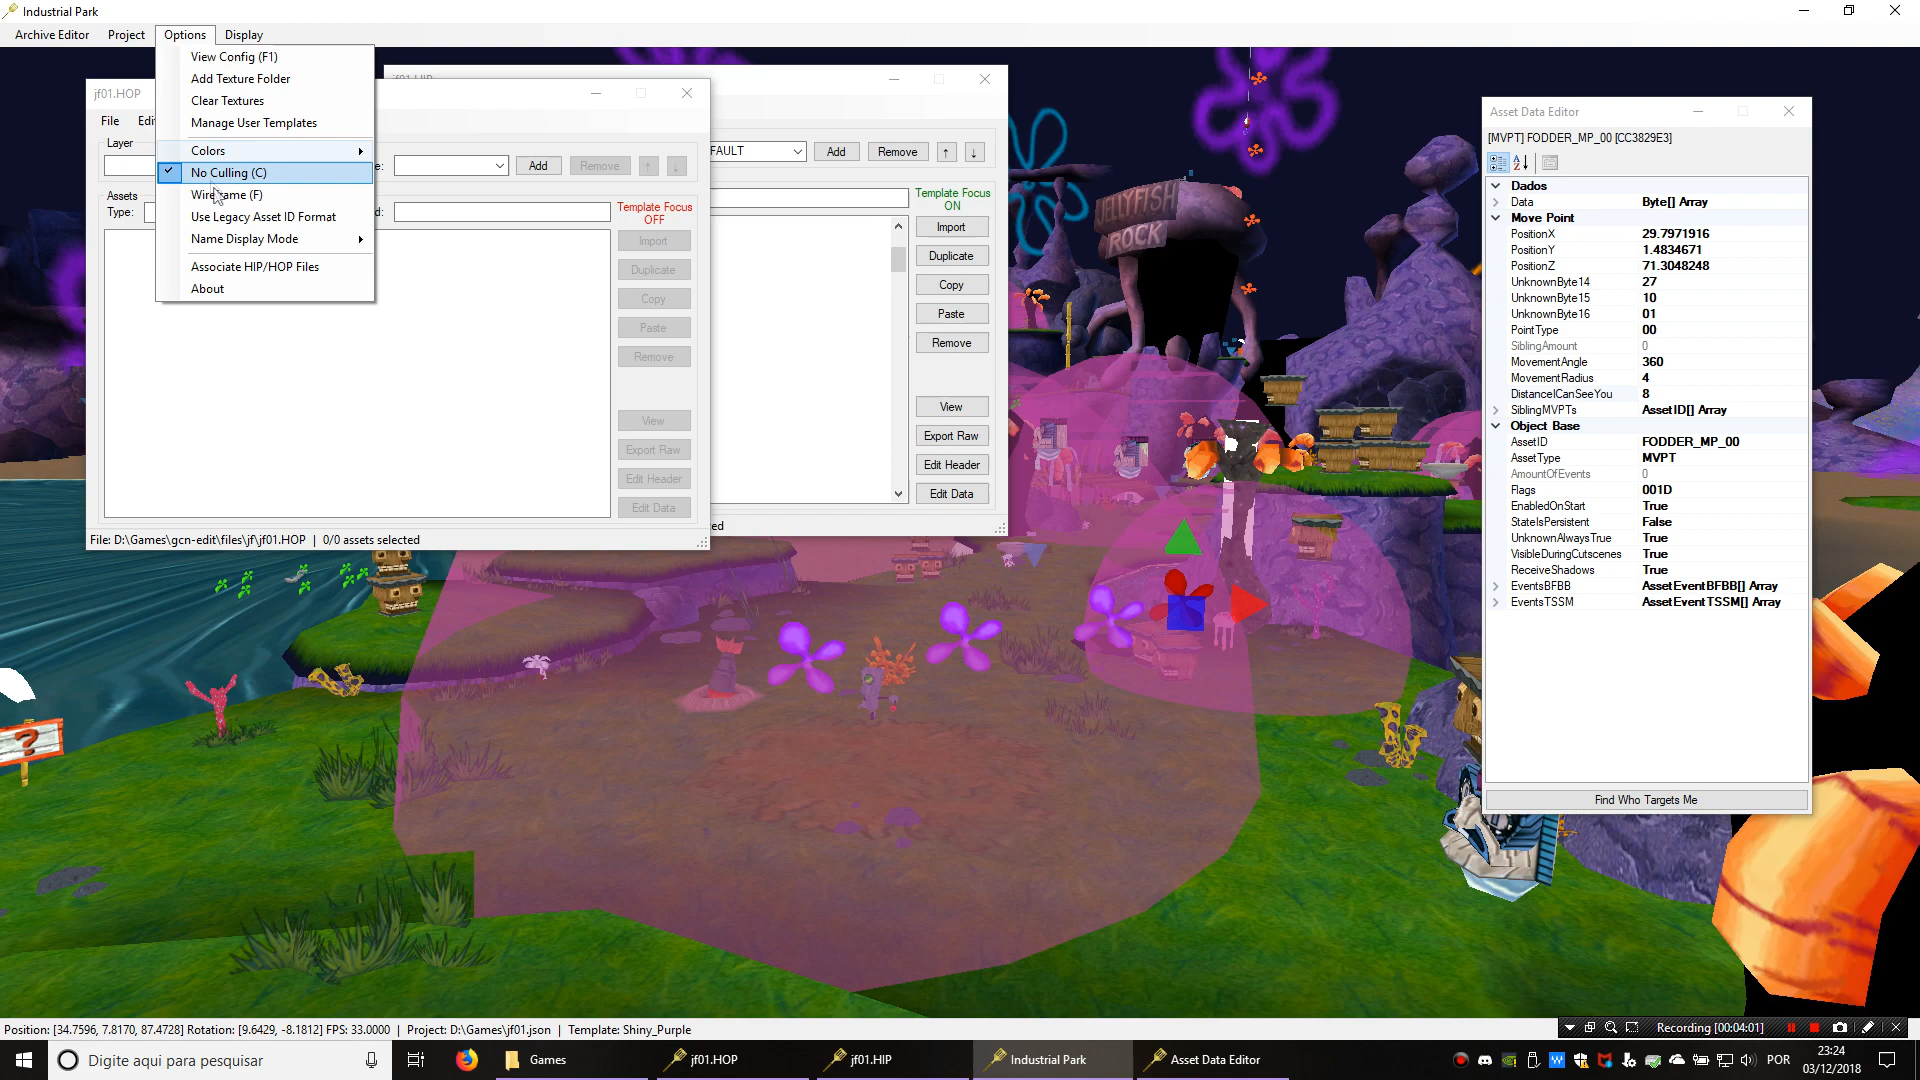 Industrial Park
Archive Editor Project Options Display
View Config (F1)
Add Texture Folder
Clear Textures
Manage User Templates
Colors
No Culling (C)
Use Legacy Asset ID Format
Name Display Mode
Associate HIP/HOP Files
About
jf01.HOP
File
Layer
Add Remove ↑ ↓
Assets
Type:
Template Focus
OFF
Import
Duplicate
Copy
Paste
Remove
View
Export Raw
Edit Header
Edit Data
File: D:\Games\gcn-edit\files\jf\jf01.HOP | 0/0 assets selected
Add Remove ↑ ↓
Template Focus
ON
Import
Duplicate
Copy
Paste
Remove
View
Export Raw
Edit Header
Edit Data
JELLYFISH
ROCK
?
Asset Data Editor
[MVPT] FODDER_MP_00 [CC3829E3]
Dados
Data Byte[] Array
Move Point
PositionX 29.7971916
PositionY 1.4834671
PositionZ 71.3048248
UnknownByte14 27
UnknownByte15 10
UnknownByte16 01
PointType 00
SiblingAmount 0
MovementAngle 360
MovementRadius 4
DistanceICanSeeYou 8
SiblingMVPTs AssetID[] Array
Object Base
AssetID FODDER_MP_00
AssetType MVPT
AmountOfEvents 0
Flags 001D
EnabledOnStart True
StateIsPersistent False
UnknownAlwaysTrue True
VisibleDuringCutscenes True
ReceiveShadows True
EventsBFBB AssetEventBFBB[] Array
EventsTSSM AssetEventTSSM[] Array
Find Who Targets Me
Position: [34.7596, 7.8170, 87.4728] Rotation: [9.6429, -8.1812] FPS: 33.0000 | Project: D:\Games\jf01.json | Template: Shiny_Purple
Recording [00:04:01]
Digite aqui para pesquisar
Games
jf01.HOP
jf01.HIP
Industrial Park
Asset Data Editor
POR
23:24
03/12/2018